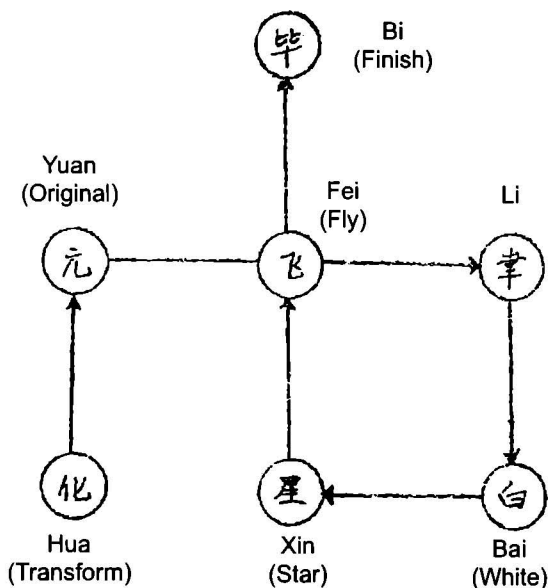 毕
Bi
(Finish)
Yuan
(Original)
Fei
(Fly)
Li
元
飞
化
星
白
Hua
(Transform)
Xin
(Star)
Bai
(White)